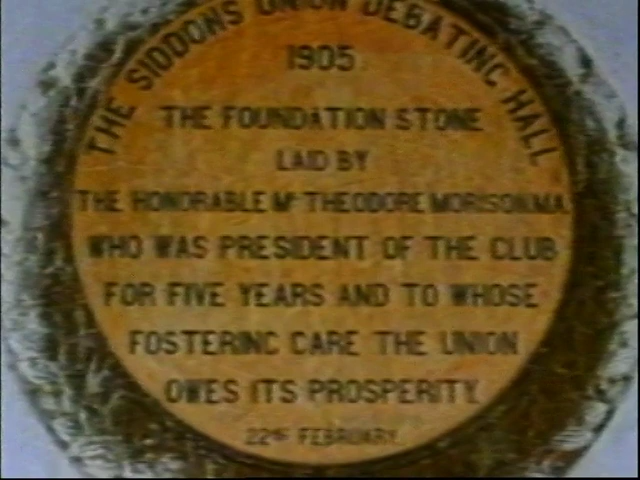 THE SIDDONS UNION DEBATING HALL
1905
THE FOUNDATION STONE
LAID BY
THE HONORABLE Mr THEODORE MORISON.M.A.
WHO WAS PRESIDENT OF THE CLUB
FOR FIVE YEARS AND TO WHOSE
FOSTERING CARE THE UNION
OWES ITS PROSPERITY.
22nd FEBRUARY.